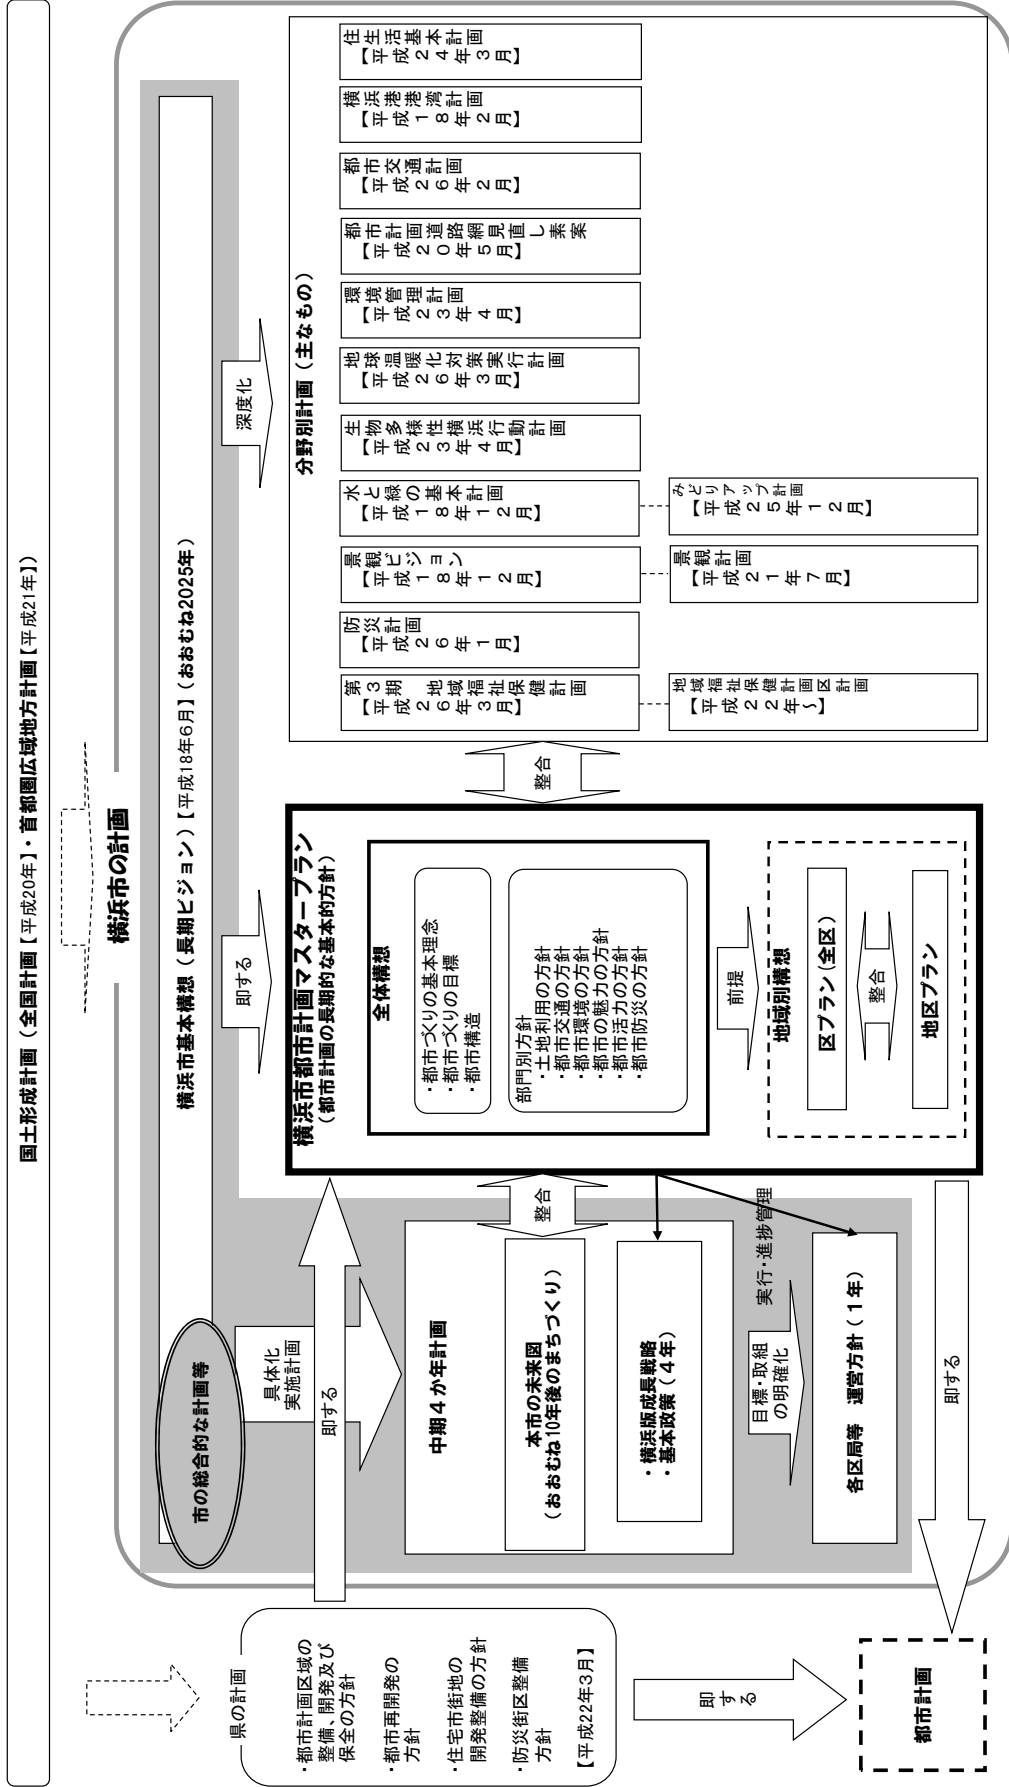 国土形成計画（全国計画【平成20年】・首都圏広域地方計画【平成21年】）
横浜市の計画
市の総合的な計画等
横浜市基本構想（長期ビジョン）【平成18年6月】（おおむね2025年）
県の計画
・都市計画区域の
整備、開発及び
保全の方針
・都市再開発の
方針
・住宅市街地の
開発整備の方針
・防災街区整備
方針
【平成22年3月】
即する
都市計画
即する
具体化
実施計画
即する
中期４か年計画
本市の未来図
（おおむね10年後のまちづくり）
・横浜版成長戦略
・基本政策（４年）
目標・取組
の明確化
実行・進捗管理
各区局等　運営方針（１年）
整合
即する
即する
横浜市都市計画マスタープラン
（都市計画の長期的な基本的方針）
全体構想
・都市づくりの基本理念
・都市づくりの目標
・都市構造
部門別方針
・土地利用の方針
・都市交通の方針
・都市環境の方針
・都市の魅力の方針
・都市活力の方針
・都市防災の方針
前提
地域別構想
区プラン（全区）
整合
地区プラン
整合
深度化
分野別計画（主なもの）
第３期　地域福祉保健計画
【平成２６年３月】
地域福祉保健計画区計画
【平成２２年～】
防災計画
【平成２６年１月】
景観ビジョン
【平成１８年１２月】
景観計画
【平成２１年７月】
水と緑の基本計画
【平成１８年１２月】
みどりアップ計画
【平成２５年１２月】
生物多様性横浜行動計画
【平成２３年４月】
地球温暖化対策実行計画
【平成２６年３月】
環境管理計画
【平成２３年４月】
都市計画道路網見直し素案
【平成２０年５月】
都市交通計画
【平成２６年２月】
横浜港港湾計画
【平成１８年２月】
住生活基本計画
【平成２４年３月】